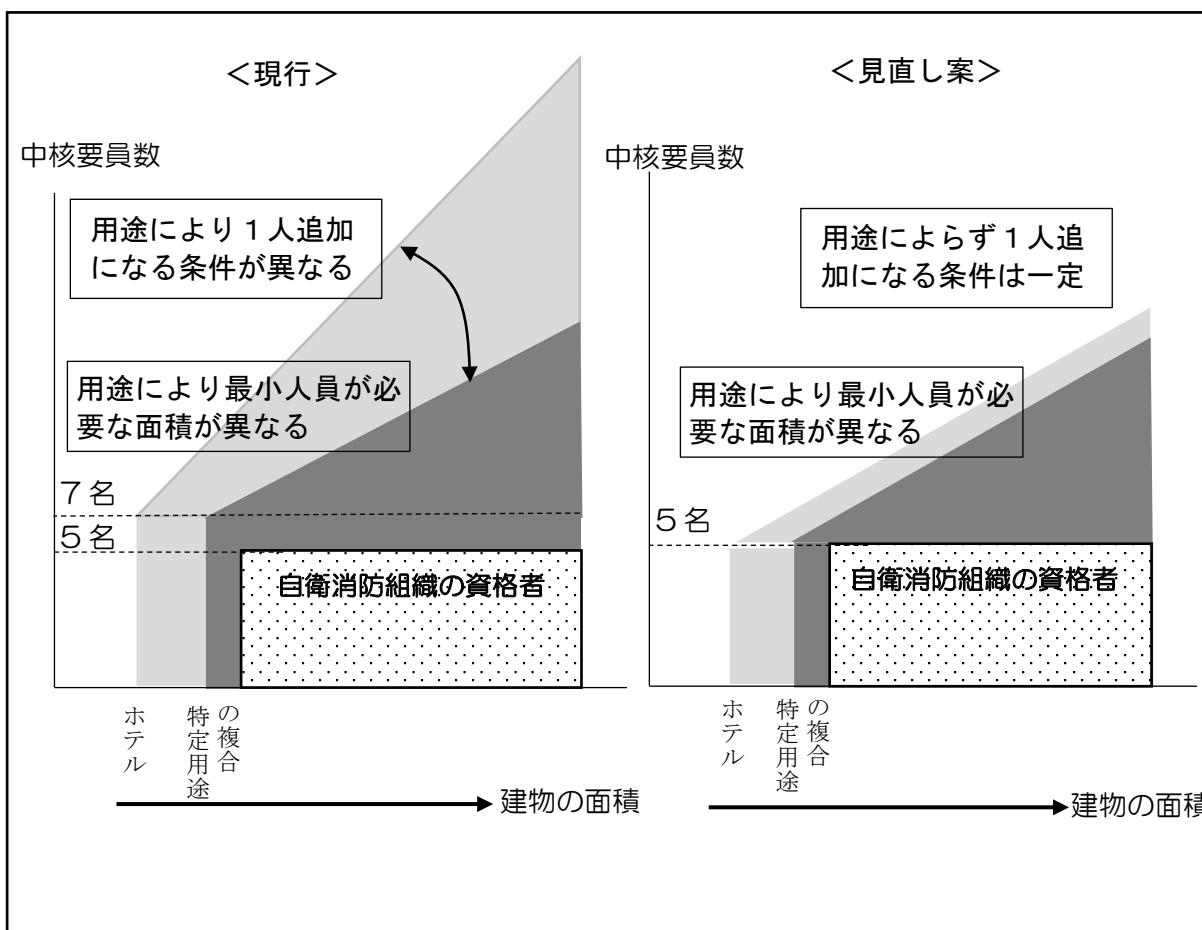 ＜現行＞
中核要員数
用途により１人追加
になる条件が異なる
用途により最小人員が必
要な面積が異なる
７名
５名
自衛消防組織の資格者
ホテル
特定用途
の複合
建物の面積
＜見直し案＞
中核要員数
用途によらず１人追
加になる条件は一定
用途により最小人員が必
要な面積が異なる
５名
自衛消防組織の資格者
ホテル
特定用途
の複合
建物の面積